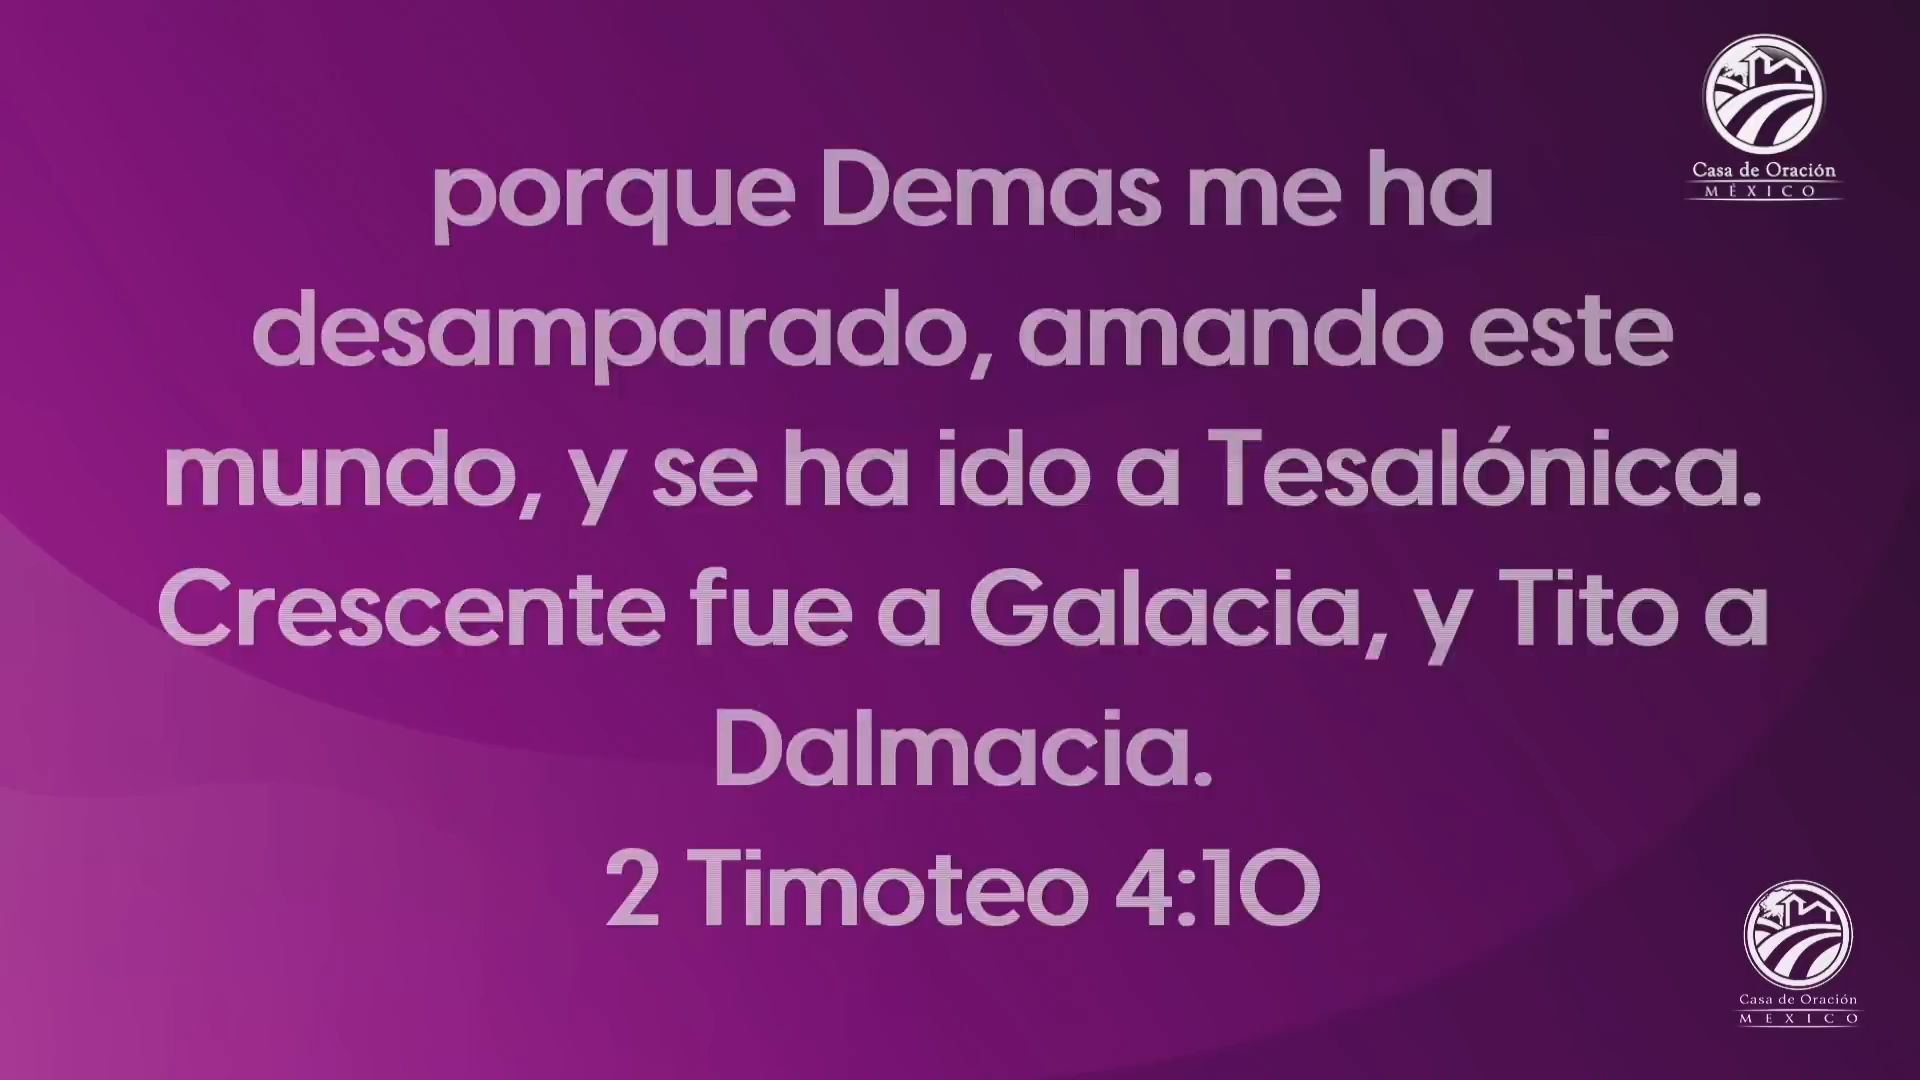 Casa de Oración
MÉXICO
porque Demas me ha
desamparado, amando este
mundo, y se ha ido a Tesalónica.
Crescente fue a Galacia, y Tito a
Dalmacia.
2 Timoteo 4:10
Casa de Oración
MEXICO